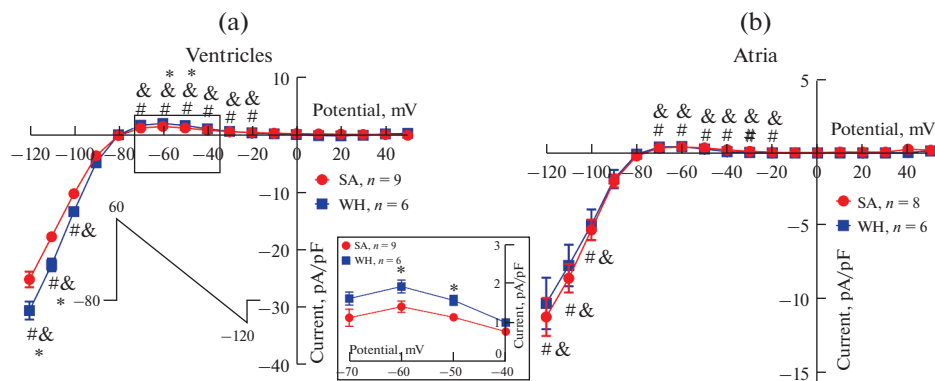 (a)
Ventricles
10
* *
& & & & & &
# # # # # #
Potential, mV
−120 −100 −80 −60 −40 −20 0 20 40
SA, n = 9
WH, n = 6
−10
−20
−30
−40
Current, pA/pF
60
−80
−120
#&
#&
*
#&
*
SA, n = 9
WH, n = 6
*
*
3
2
1
0
Current, pA/pF
Potential, mV
−70 −60 −50 −40
(b)
Atria
5
& & & & & &
# # # # # #
Potential, mV
−120 −100 −80 −60 −40 −20 0 20 40
SA, n = 8
WH, n = 6
−5
−10
−15
Current, pA/pF
#&
#&
#&